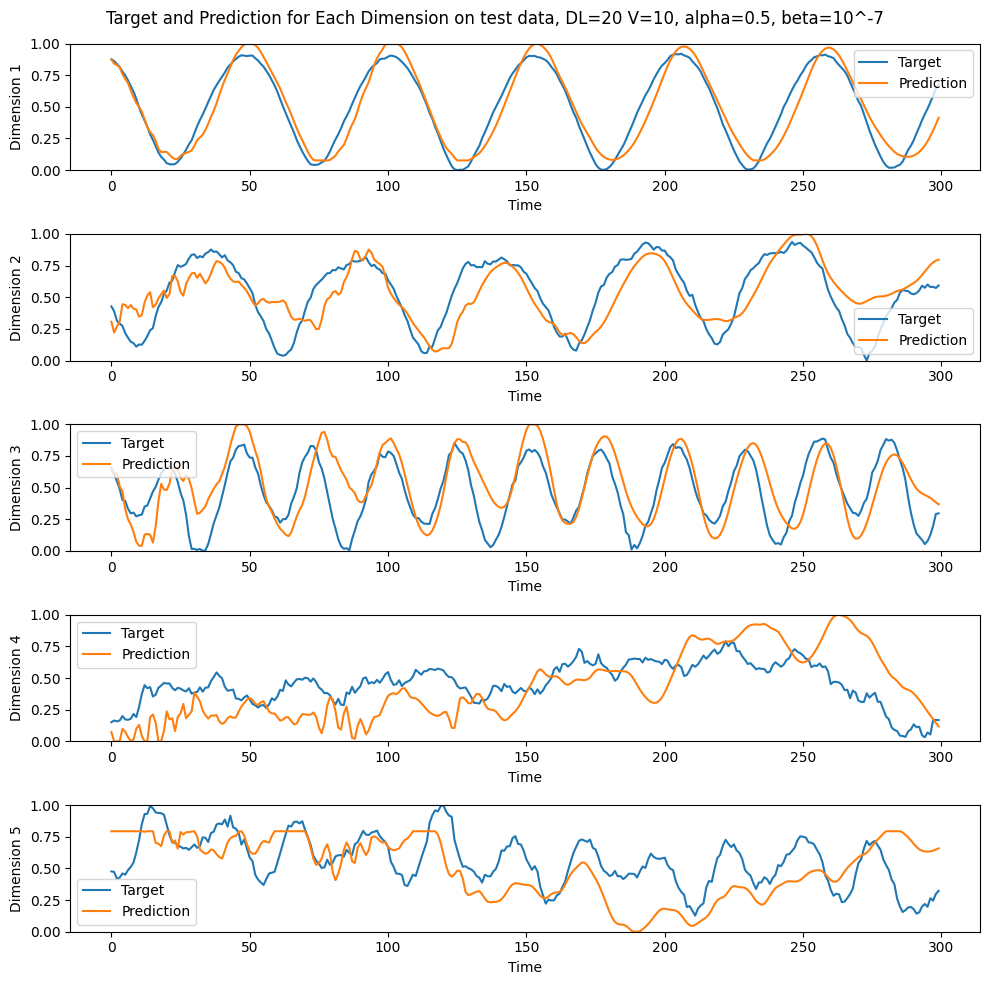 Target and Prediction for Each Dimension on test data, DL=20 V=10, alpha=0.5, beta=10^-7
1.00
0.75
0.50
0.25
0.00
Dimension 1
Target
Prediction
0 50 100 150 200 250 300
Time
1.00
0.75
0.50
0.25
0.00
Dimension 2
Target
Prediction
0 50 100 150 200 250 300
Time
1.00
0.75
0.50
0.25
0.00
Dimension 3
Target
Prediction
0 50 100 150 200 250 300
Time
1.00
0.75
0.50
0.25
0.00
Dimension 4
Target
Prediction
0 50 100 150 200 250 300
Time
1.00
0.75
0.50
0.25
0.00
Dimension 5
Target
Prediction
0 50 100 150 200 250 300
Time